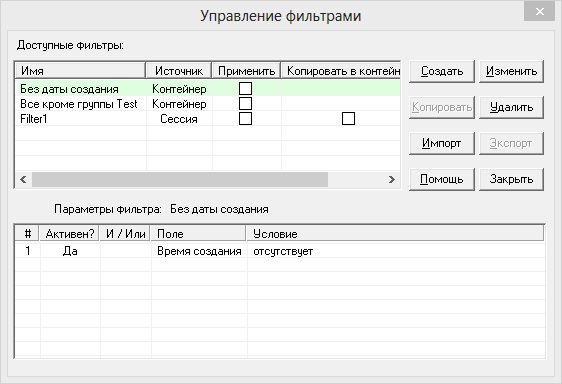 Управление фильтрами
Доступные фильтры:
Имя Источник Применить Копировать в контейн
Без даты создания Контейнер
Все кроме группы Test Контейнер
Filter1 Сессия
Создать Изменить
Копировать Удалить
Импорт Экспорт
Помощь Закрыть
Параметры фильтра: Без даты создания
# Активен? И / Или Поле Условие
1 Да Время создания отсутствует